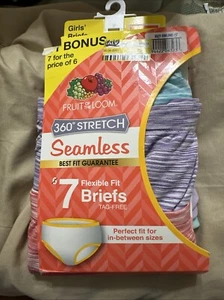 Girls'
Briefs
BONUS
7 for the
price of 6
FRUIT OF THE LOOM
360° STRETCH
Seamless
BEST FIT GUARANTEE
7 Flexible Fit
Briefs
TAG-FREE
Perfect fit for
in-between sizes